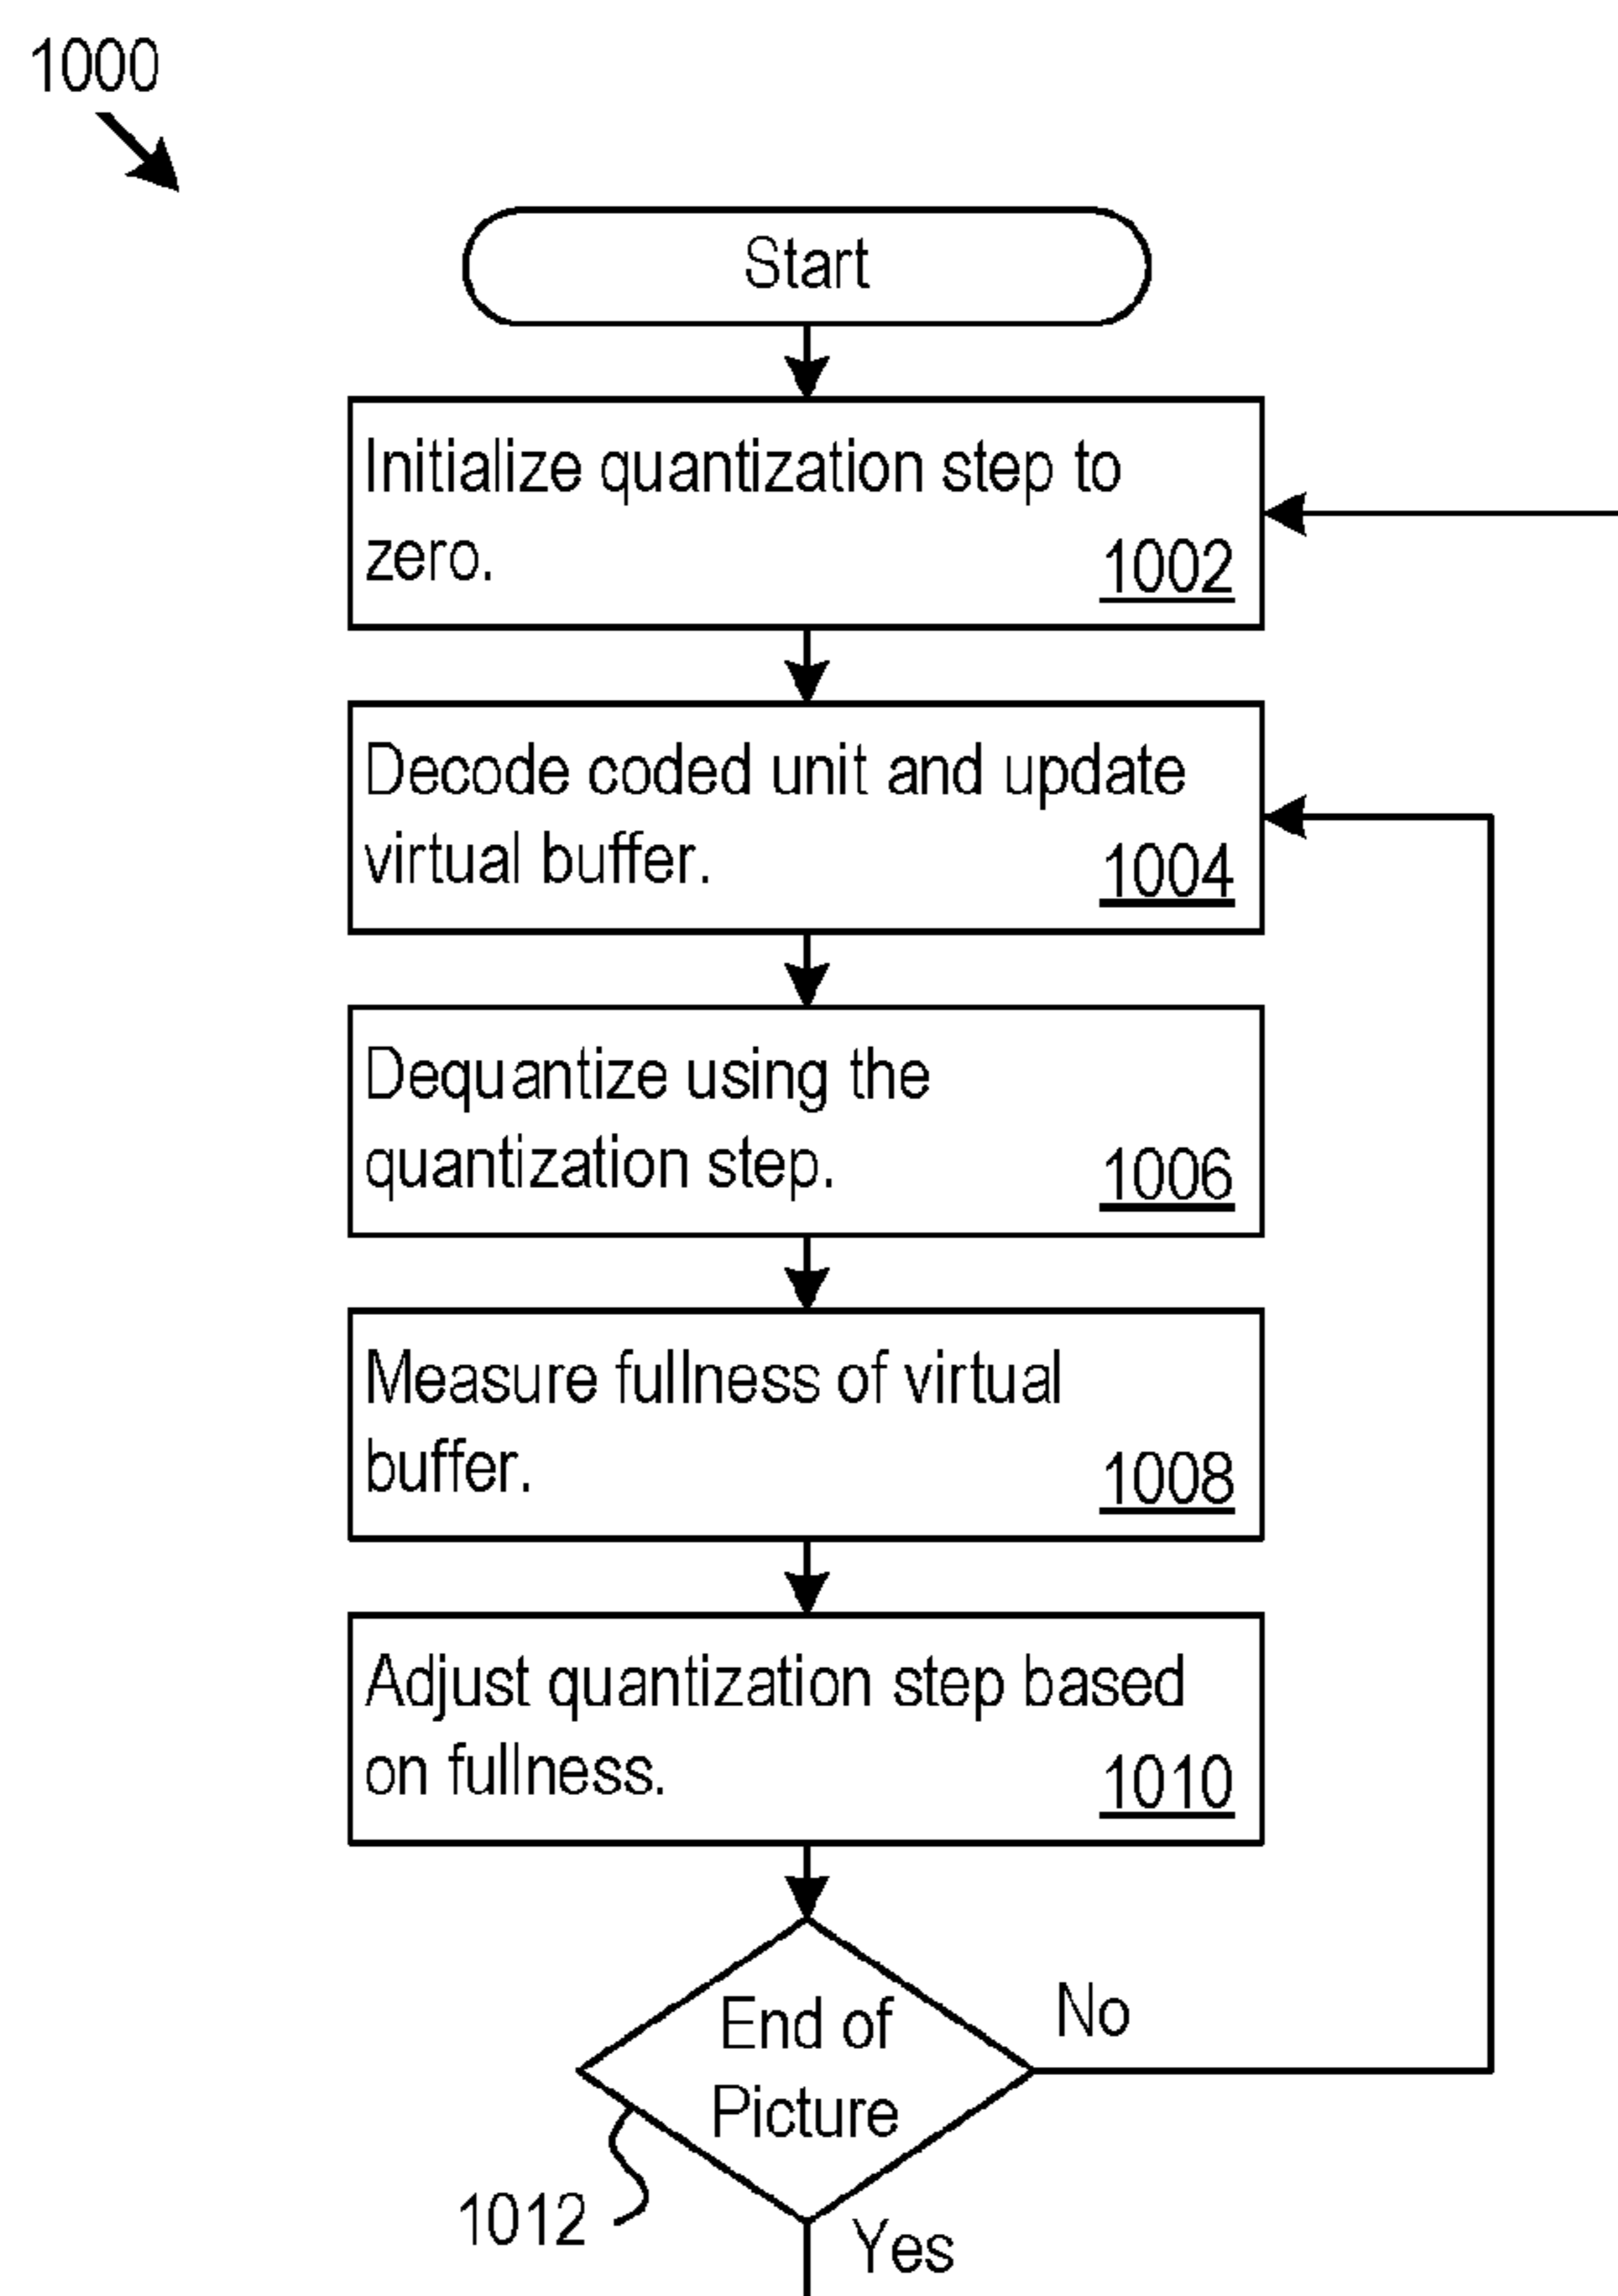 1000
Start
Initialize quantization step to
zero.
1002
Decode coded unit and update
virtual buffer.
1004
Dequantize using the
quantization step.
1006
Measure fullness of virtual
buffer.
1008
Adjust quantization step based
on fullness.
1010
End of
Picture
No
1012
Yes